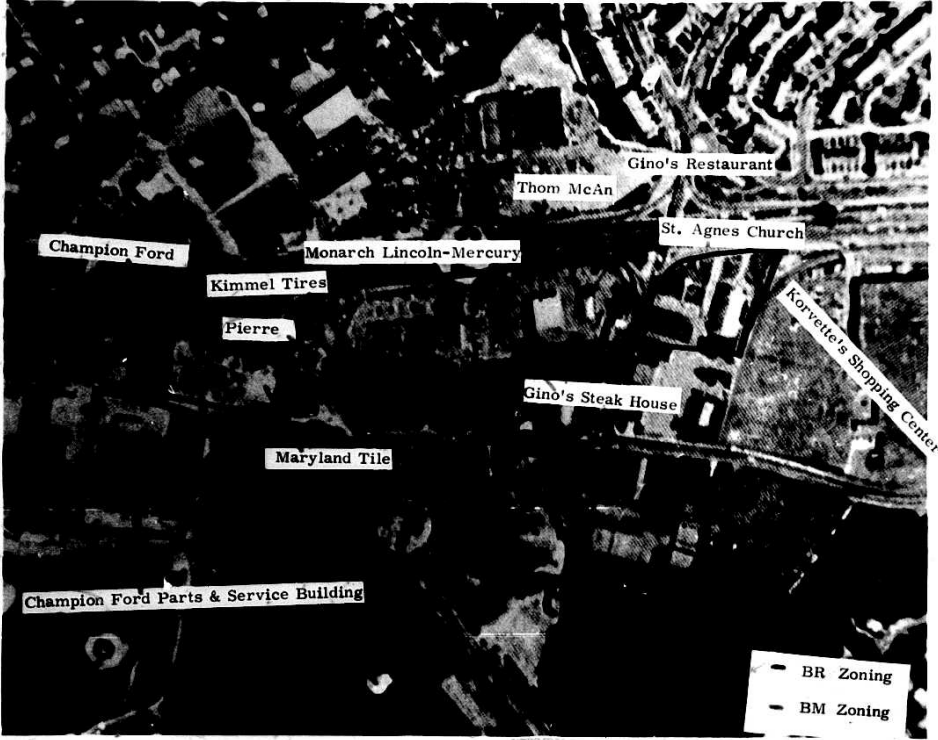 Gino's Restaurant
Thom McAn
St. Agnes Church
Champion Ford
Monarch Lincoln-Mercury
Kimmel Tires
Korvette's Shopping Center
Pierre
Gino's Steak House
Maryland Tile
Champion Ford Parts & Service Building
BR Zoning
BM Zoning